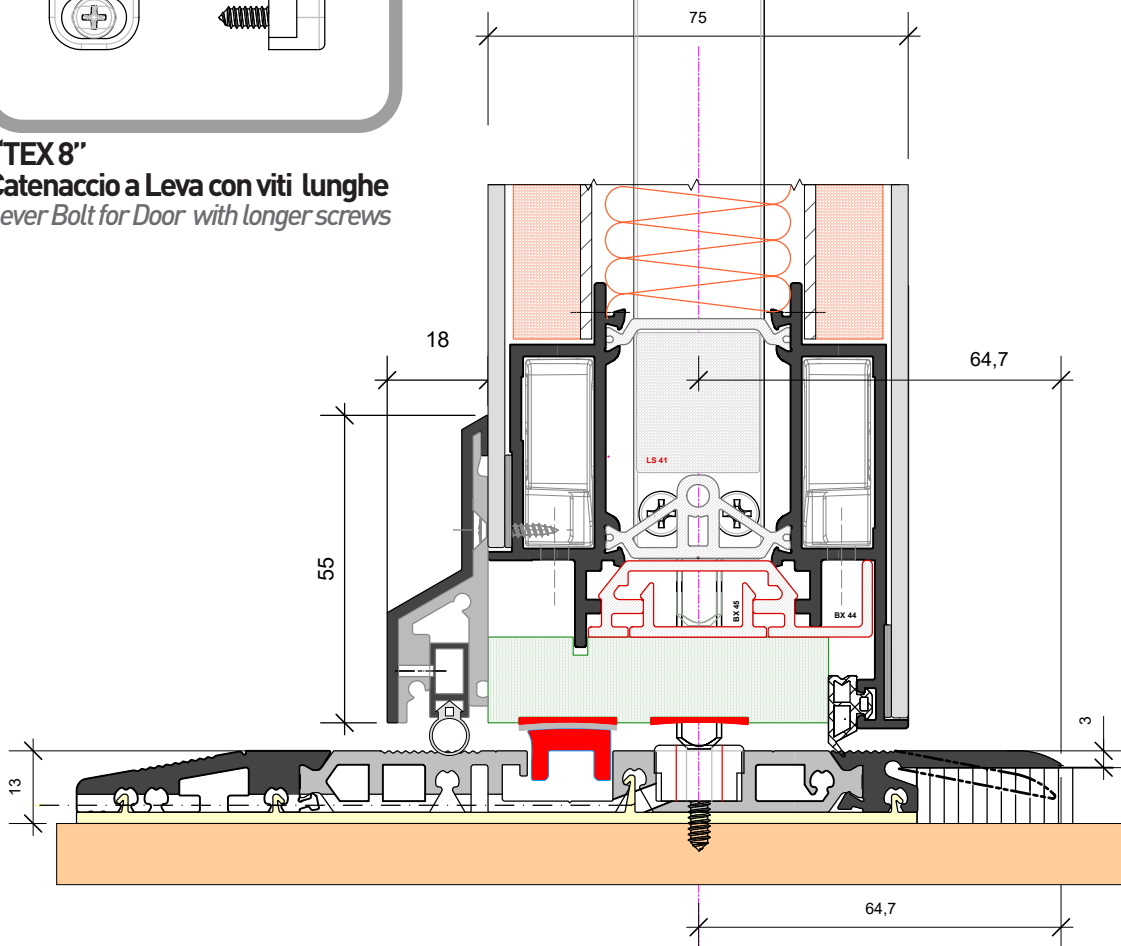 75
"TEX 8"
Catenaccio a Leva con viti lunghe
ever Bolt for Door with longer screws
18
64,7
LS 41
55
BX 45
BX 44
3
13
64,7